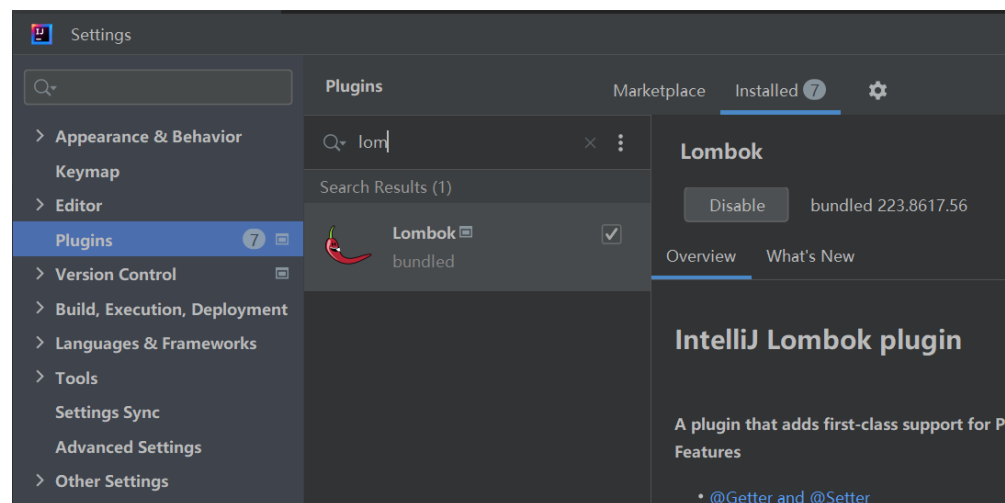 Settings
Plugins
Marketplace
Installed 7
lom
Search Results (1)
Lombok
bundled
Appearance & Behavior
Keymap
Editor
Plugins 7
Version Control
Build, Execution, Deployment
Languages & Frameworks
Tools
Settings Sync
Advanced Settings
Other Settings
Lombok
Disable
bundled 223.8617.56
Overview
What's New
IntelliJ Lombok plugin
A plugin that adds first-class support for P
Features
• @Getter and @Setter